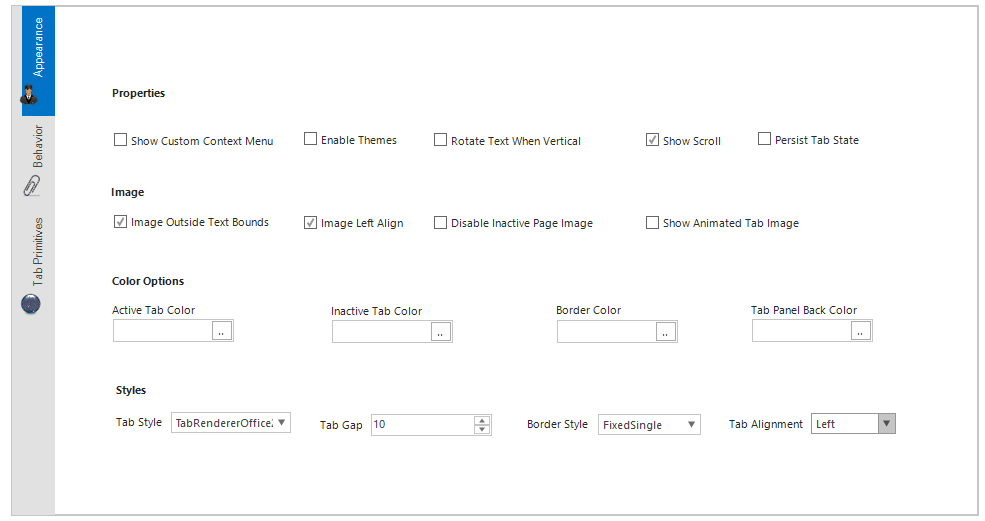 Appearance
Behavior
Tab Primitives
Properties
Show Custom Context Menu
Enable Themes
Rotate Text When Vertical
Show Scroll
Persist Tab State
Image
Image Outside Text Bounds
Image Left Align
Disable Inactive Page Image
Show Animated Tab Image
Color Options
Active Tab Color
Inactive Tab Color
Border Color
Tab Panel Back Color
..
..
..
..
Styles
Tab Style
TabRendererOffice
Tab Gap
10
Border Style
FixedSingle
Tab Alignment
Left